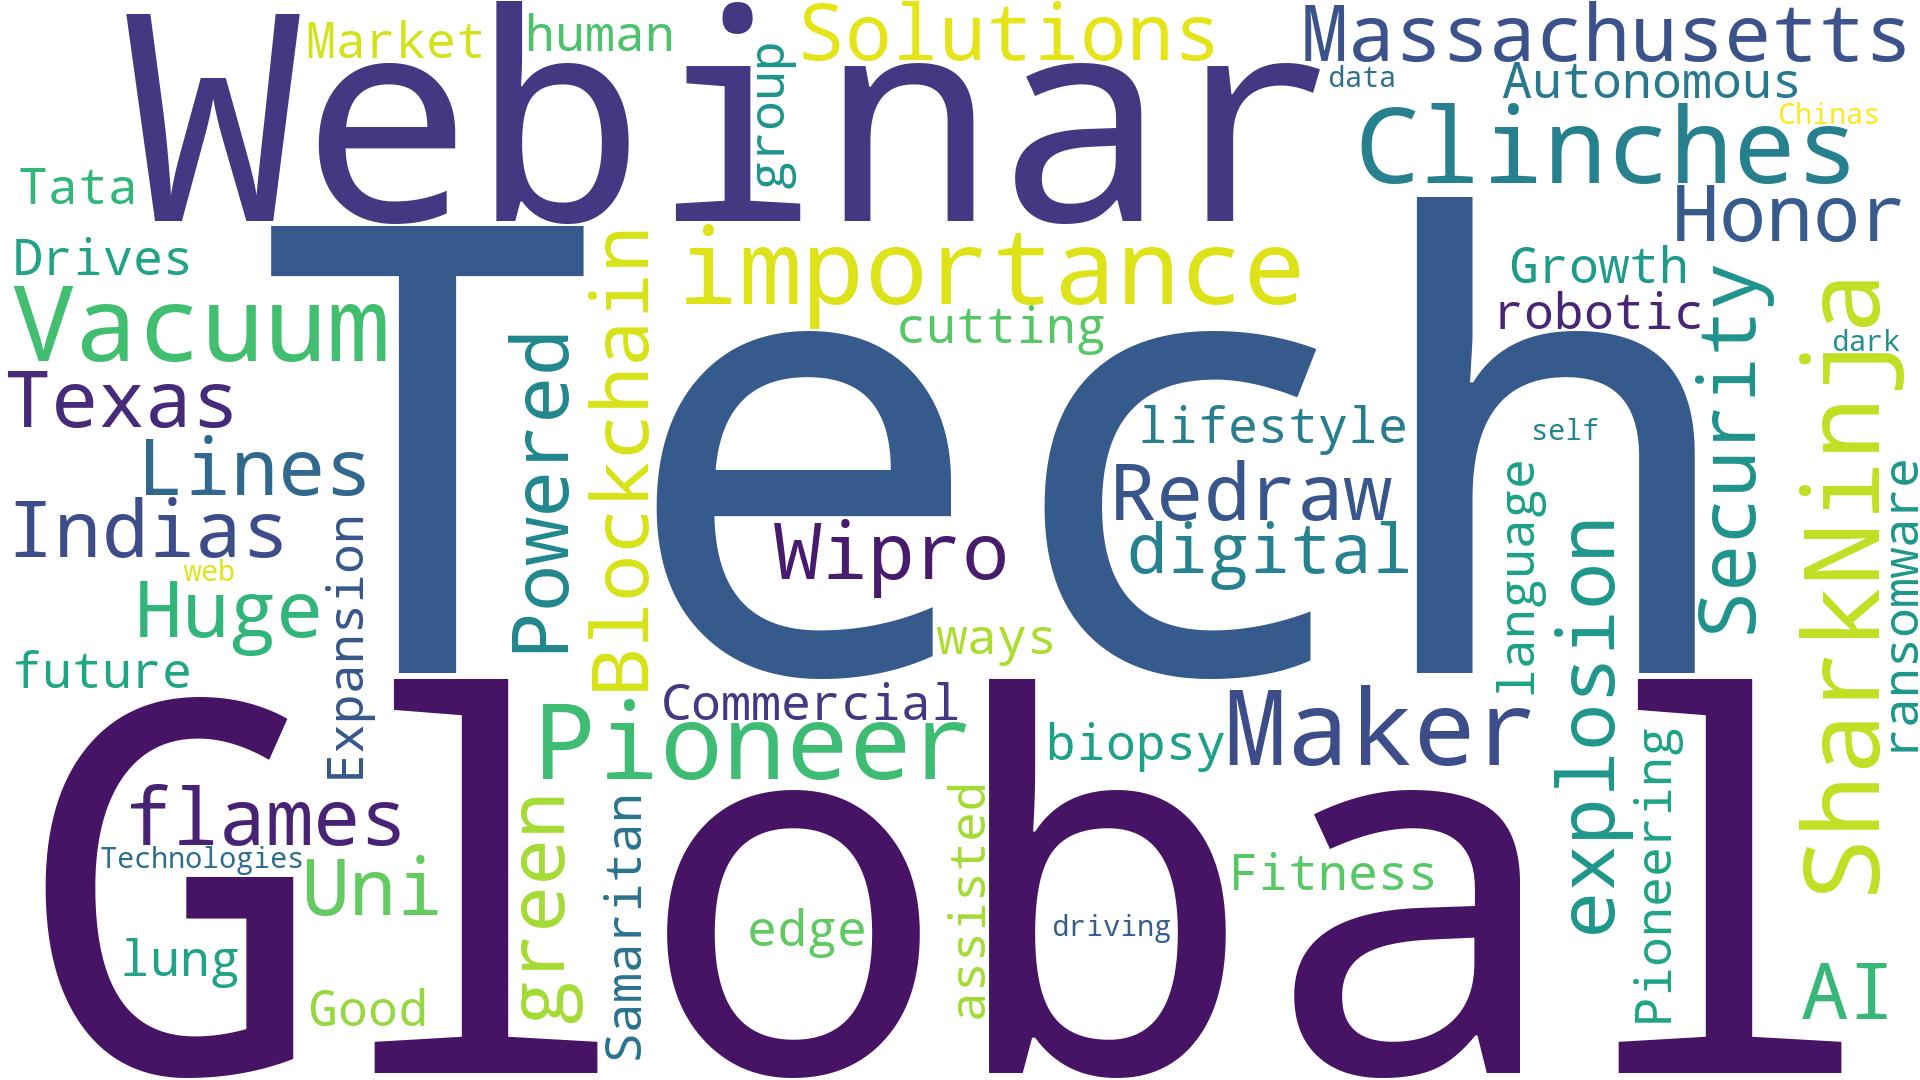 Webinar
Market
human
Solutions
Massachusetts
group
data
Autonomous
Chinas
Clinches
Tata
Honor
Drives
Tech
Blockchain
importance
Growth
Security
SharkNinja
Vacuum
cutting
robotic
dark
Texas
Powered
lifestyle
self
Lines
Redraw
language
ransomware
Indias
Wipro
digital
web
Expansion
Huge
explosion
future
ways
Global
Commercial
Pioneer
biopsy
Maker
Pioneering
flames
green
Samaritan
assisted
Technologies
Uni
Fitness
edge
driving
lung
Good
AI